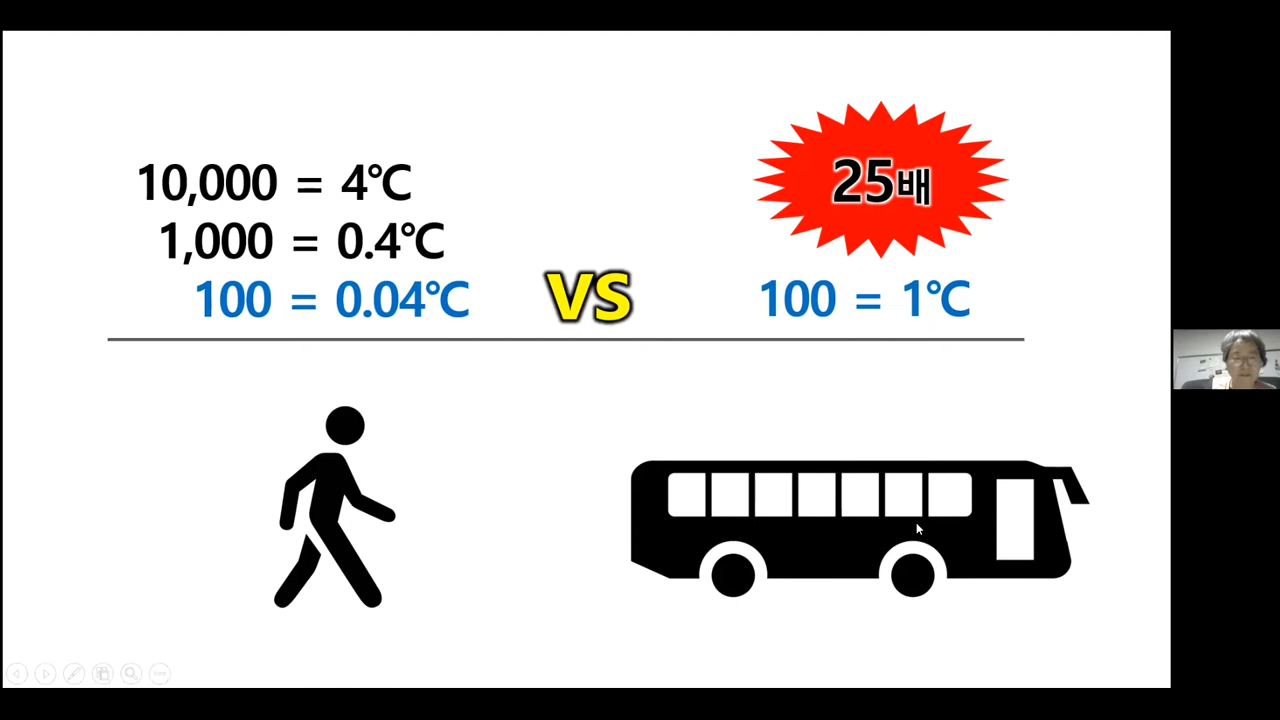 10,000 = 4℃
1,000 = 0.4℃
100 = 0.04℃
VS
25배
100 = 1℃